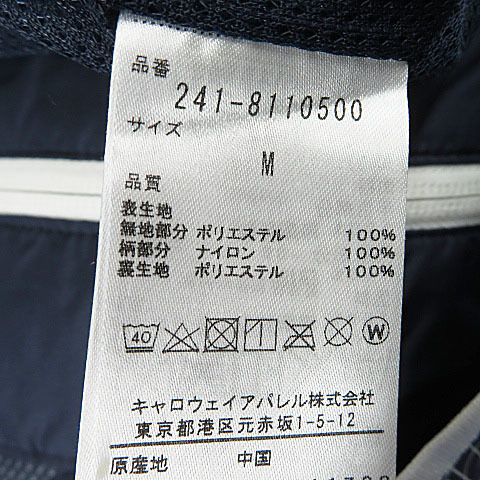 品番
241-8110500
サイズ
M
品質
表生地
無地部分 ポリエステル 100%
柄部分 ナイロン 100%
裏生地 ポリエステル 100%
40
W
キャロウェイアパレル株式会社
東京都港区元赤坂1-5-12
原産地 中国